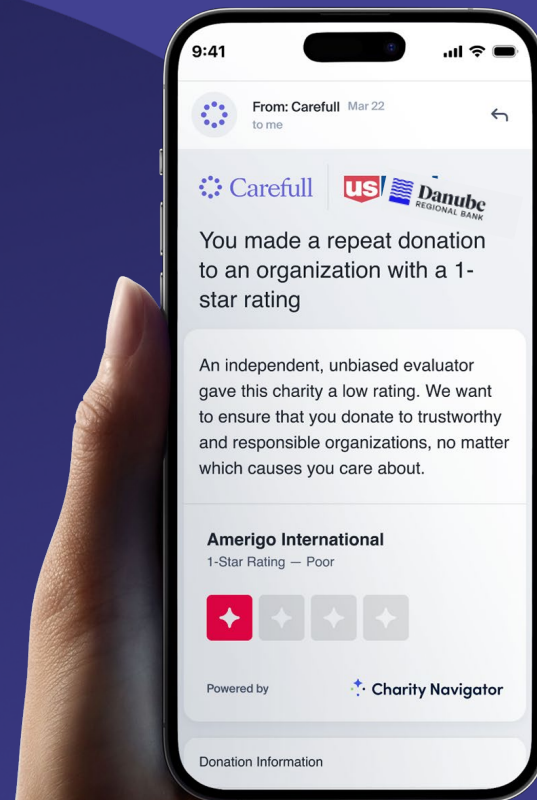 9:41
From: Carefull Mar 22
to me
Carefull
us
Danube
REGIONAL BANK
You made a repeat donation
to an organization with a 1-
star rating
An independent, unbiased evaluator
gave this charity a low rating. We want
to ensure that you donate to trustworthy
and responsible organizations, no matter
which causes you care about.
Amerigo International
1-Star Rating — Poor
Powered by
Charity Navigator
Donation Information